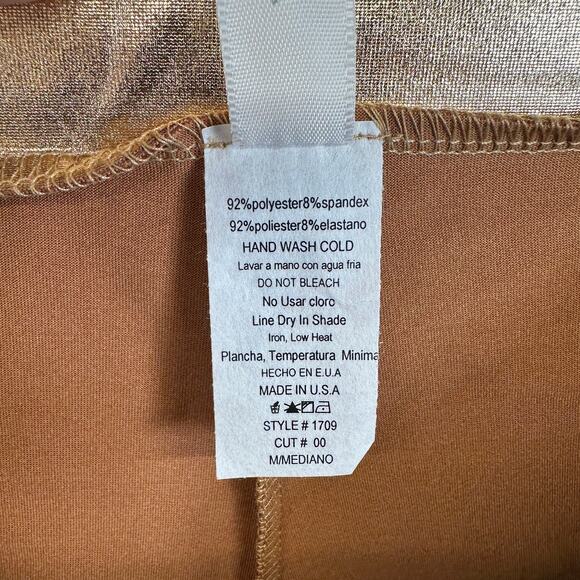 92%polyester8%spandex
92%poliester8%elastano
HAND WASH COLD
Lavar a mano con agua fria
DO NOT BLEACH
No Usar cloro
Line Dry In Shade
Iron, Low Heat
Plancha, Temperatura Minima
HECHO EN E.U.A
MADE IN U.S.A
STYLE # 1709
CUT # 00
M/MEDIANO